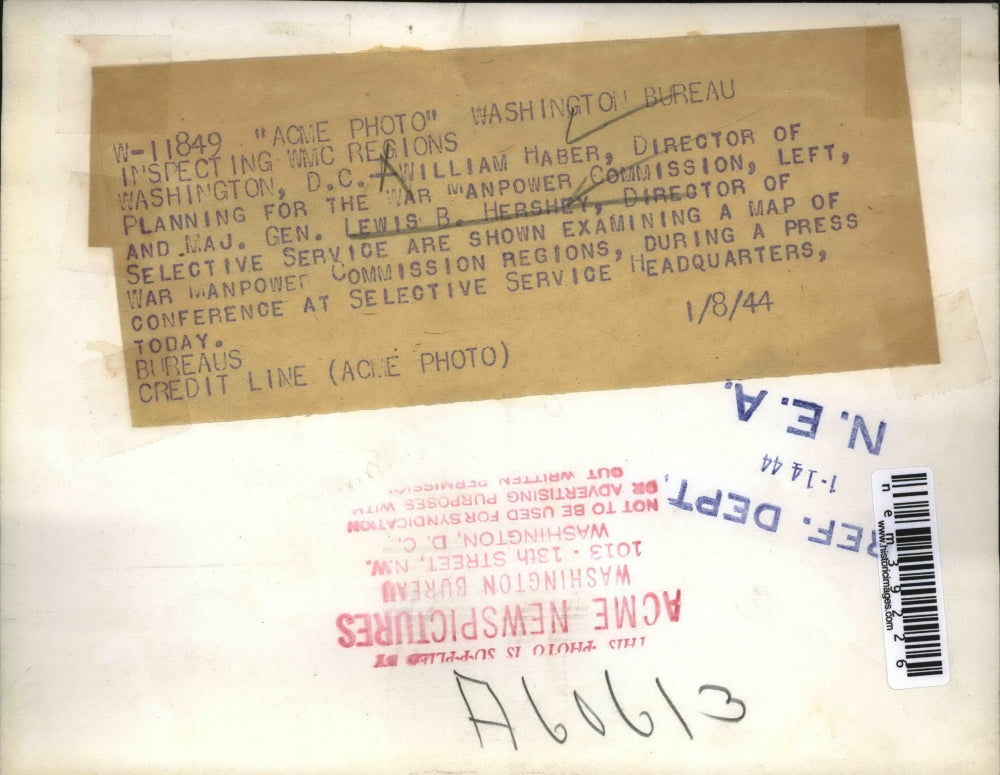 W-11849 "ACME PHOTO" WASHINGTON BUREAU
INSPECTING WMC REGIONS
WASHINGTON, D.C.--WILLIAM HABER, DIRECTOR OF
PLANNING FOR THE WAR MANPOWER COMMISSION, LEFT,
AND MAJ. GEN. LEWIS B. HERSHEY, DIRECTOR OF
SELECTIVE SERVICE ARE SHOWN EXAMINING A MAP OF
WAR MANPOWER COMMISSION REGIONS, DURING A PRESS
CONFERENCE AT SELECTIVE SERVICE HEADQUARTERS,
TODAY.
BUREAUS 1/8/44
CREDIT LINE (ACME PHOTO)
A
N.E.A.
1-14 44
REF. DEPT.
THIS PHOTO IS SUPPLIED BY
ACME NEWSPICTURES
WASHINGTON BUREAU
1013 - 13th STREET, N.W.
WASHINGTON, D. C.
NOT TO BE USED FOR SYNDICATION
OR ADVERTISING PURPOSES WITH
OUT WRITTEN PERMISSION
A60613
www.historicimages.com
nem39226